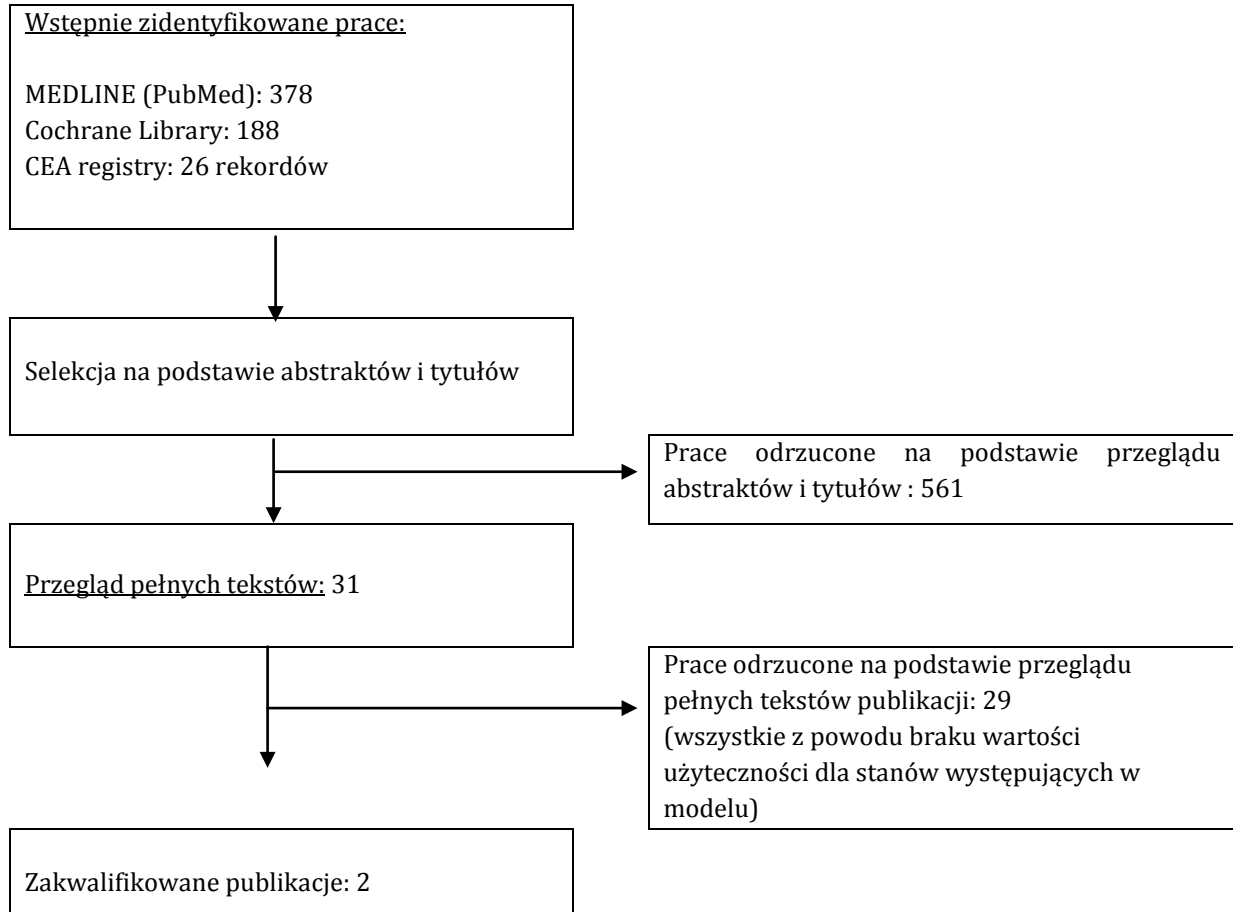 Wstępnie zidentyfikowane prace:
MEDLINE (PubMed): 378
Cochrane Library: 188
CEA registry: 26 rekordów
Selekcja na podstawie abstraktów i tytułów
Prace odrzucone na podstawie przeglądu
abstraktów i tytułów : 561
Przegląd pełnych tekstów: 31
Prace odrzucone na podstawie przeglądu
pełnych tekstów publikacji: 29
(wszystkie z powodu braku wartości
użyteczności dla stanów występujących w
modelu)
Zakwalifikowane publikacje: 2